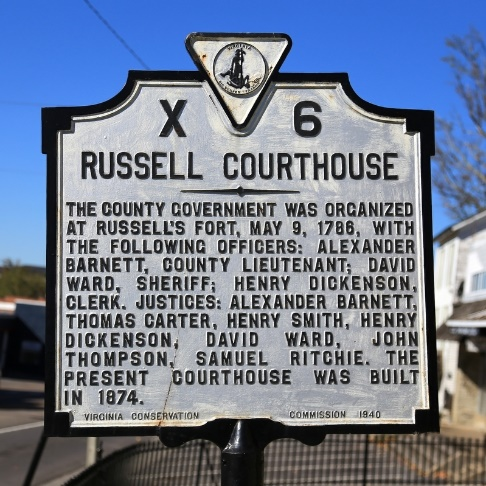 X 6
RUSSELL COURTHOUSE
THE COUNTY GOVERNMENT WAS ORGANIZED
AT RUSSELL'S FORT, MAY 9, 1786, WITH
THE FOLLOWING OFFICERS: ALEXANDER
BARNETT, COUNTY LIEUTENANT; DAVID
WARD, SHERIFF; HENRY DICKENSON,
CLERK. JUSTICES: ALEXANDER BARNETT,
THOMAS CARTER, HENRY SMITH, HENRY
DICKENSON, DAVID WARD, JOHN
THOMPSON, SAMUEL RITCHIE. THE
PRESENT COURTHOUSE WAS BUILT
IN 1874.
VIRGINIA CONSERVATION COMMISSION 1940